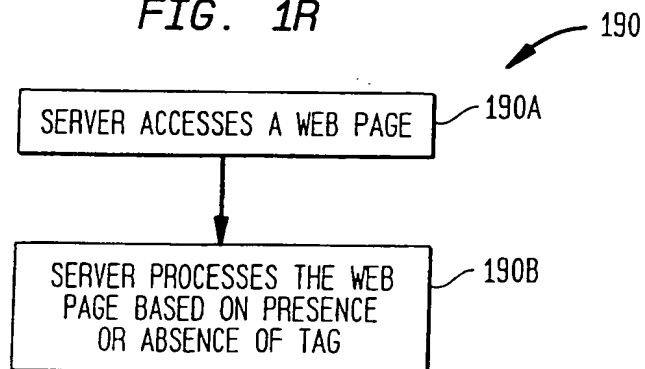 FIG. 1R
190
SERVER ACCESSES A WEB PAGE
190A
SERVER PROCESSES THE WEB
PAGE BASED ON PRESENCE
OR ABSENCE OF TAG
190B